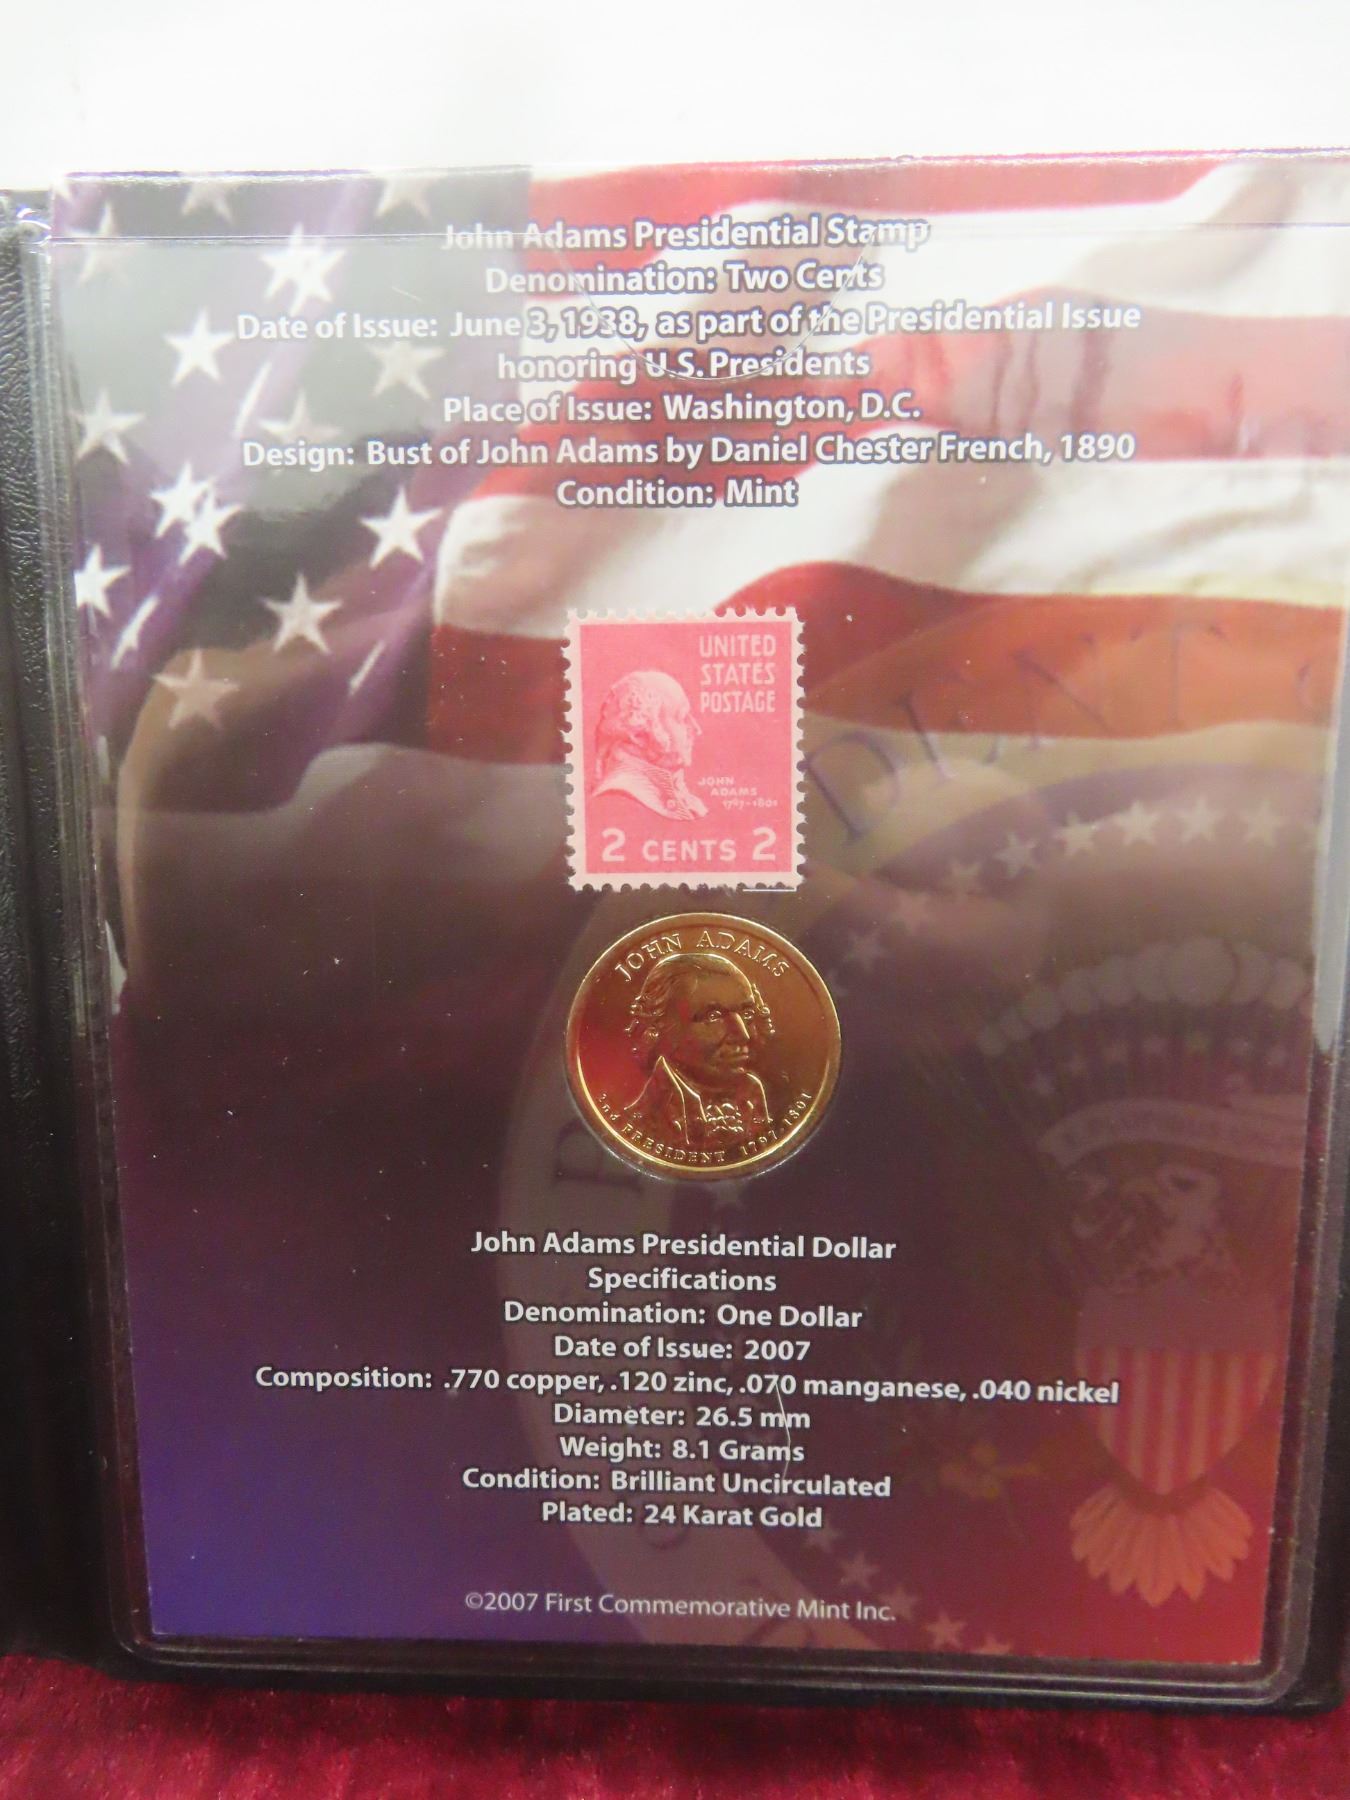 John Adams Presidential Stamp
Denomination: Two Cents
Date of Issue: June 3, 1938, as part of the Presidential Issue
honoring U.S. Presidents
Place of Issue: Washington, D.C.
Design: Bust of John Adams by Daniel Chester French, 1890
Condition: Mint
UNITED
STATES
POSTAGE
JOHN
ADAMS
1797-1801
2 CENTS 2
JOHN ADAMS
2nd PRESIDENT 1797-1801
John Adams Presidential Dollar
Specifications
Denomination: One Dollar
Date of Issue: 2007
Composition: .770 copper, .120 zinc, .070 manganese, .040 nickel
Diameter: 26.5 mm
Weight: 8.1 Grams
Condition: Brilliant Uncirculated
Plated: 24 Karat Gold
©2007 First Commemorative Mint Inc.